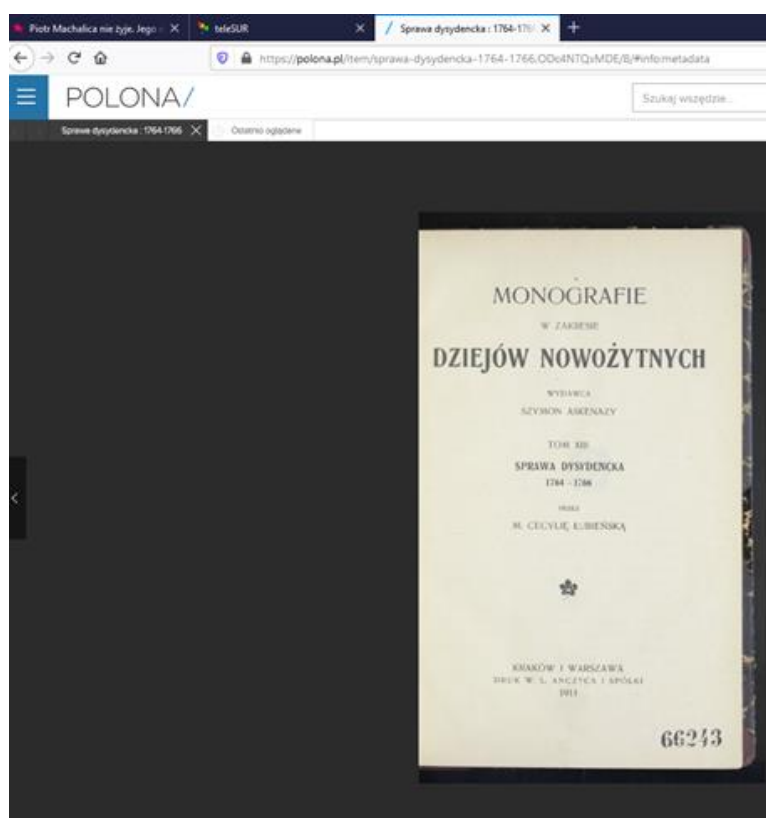 Piotr Machalica nie żyje. Jego
teleSUR
Sprawa dysydencka : 1764-176
https://polona.pl/item/sprawa-dysydencka-1764-1766,ODc4NTQxMDE/8/#info:metadata
POLONA/
Szukaj wszędzie...
Sprawa dysydencka : 1764-1766
Ostatnio oglądane
MONOGRAFIE
W ZAKRESIE
DZIEJÓW NOWOŻYTNYCH
WYDAWCA
SZYMON ASKENAZY
TOM XIII
SPRAWA DYSYDENCKA
1764 - 1766
PRZEZ
M. CECYLIĘ ŁUBIEŃSKĄ
KRAKÓW I WARSZAWA
DRUK W. L. ANCZYCA I SPÓŁKI
1911
66243